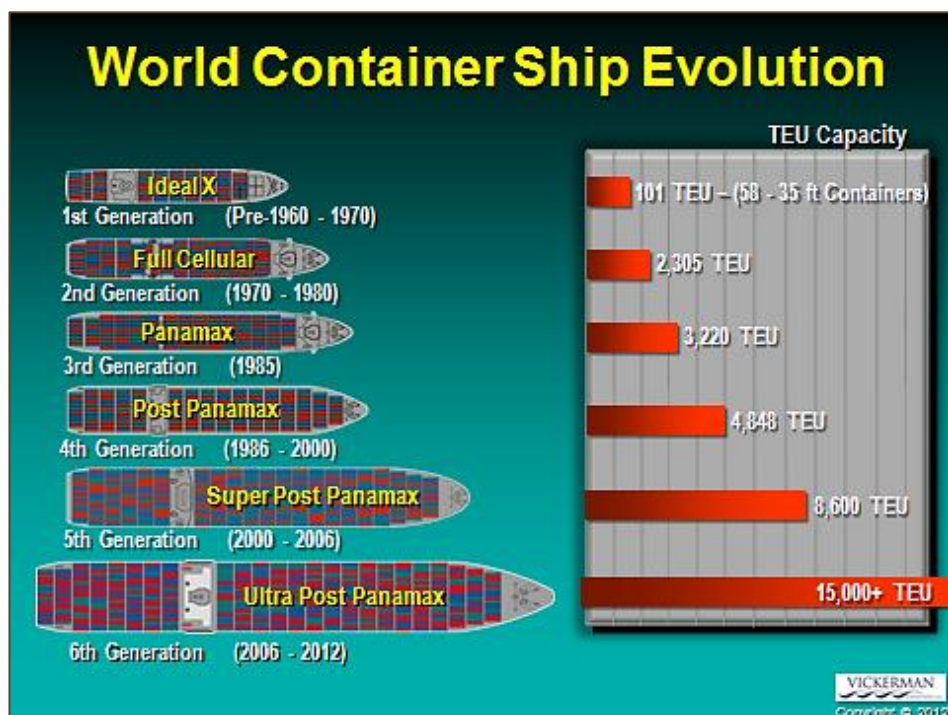 World Container Ship Evolution
TEU Capacity
Ideal X
1st Generation (Pre-1960 - 1970)
101 TEU – (58 - 35 ft Containers)
Full Cellular
2nd Generation (1970 - 1980)
2,305 TEU
Panamax
3rd Generation (1985)
3,220 TEU
Post Panamax
4th Generation (1986 - 2000)
4,848 TEU
Super Post Panamax
5th Generation (2000 - 2006)
8,600 TEU
Ultra Post Panamax
6th Generation (2006 - 2012)
15,000+ TEU
VICKERMAN
Copyright ©